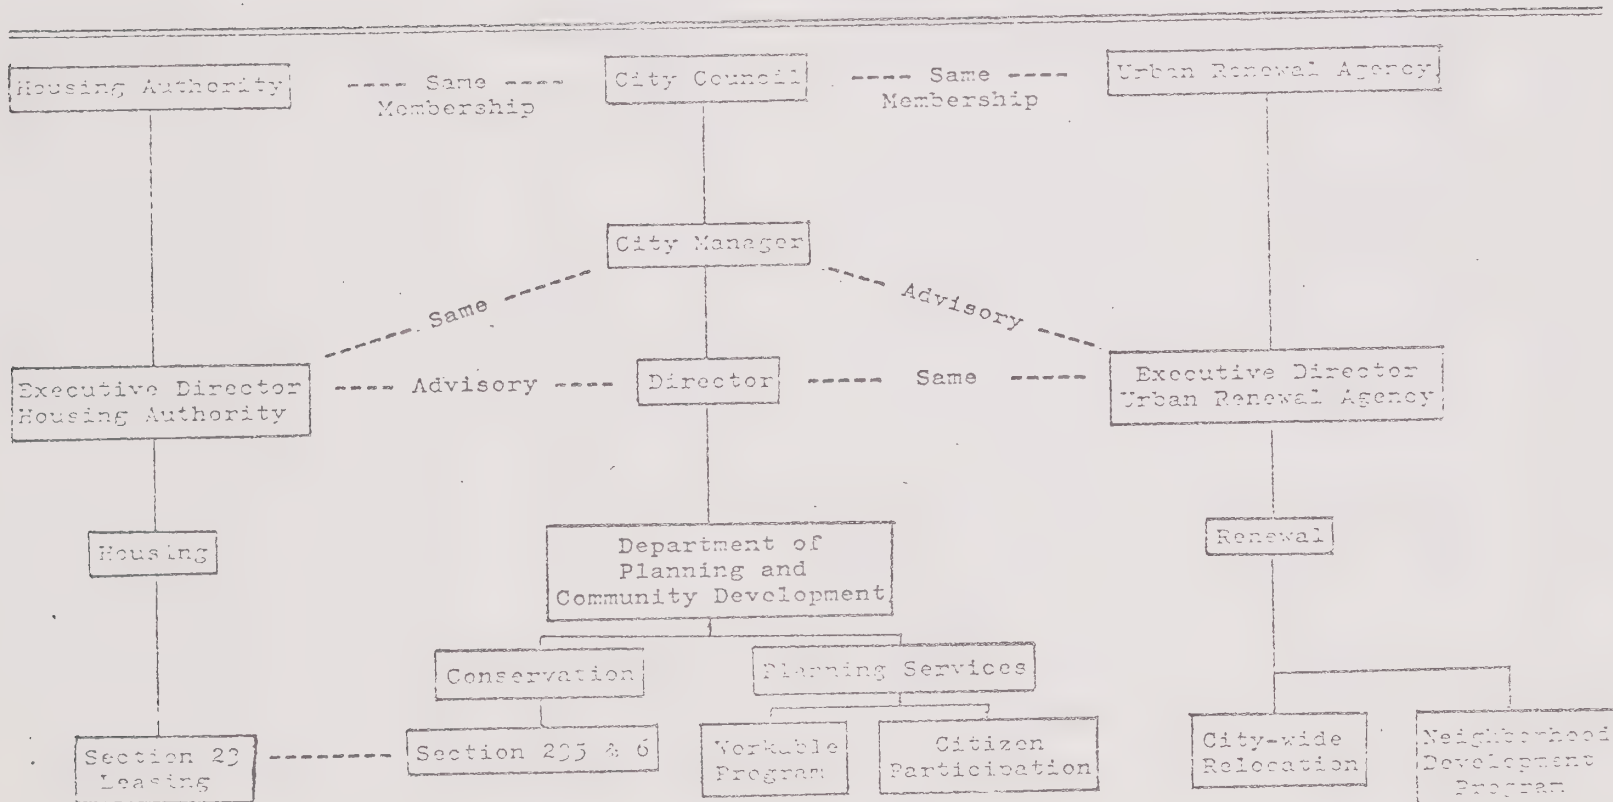 Housing Authority
---- Same ----
Membership
City Council
---- Same ----
Membership
Urban Renewal Agency
City Manager
Same
Advisory
Executive Director
Housing Authority
---- Advisory ----
Director
---- Same ----
Executive Director
Urban Renewal Agency
Housing
Department of
Planning and
Community Development
Renewal
Conservation
Planning Services
Section 23
Leasing
Section 235 & 6
Workable
Program
Citizen
Participation
City-wide
Relocation
Neighborhood
Development
Program